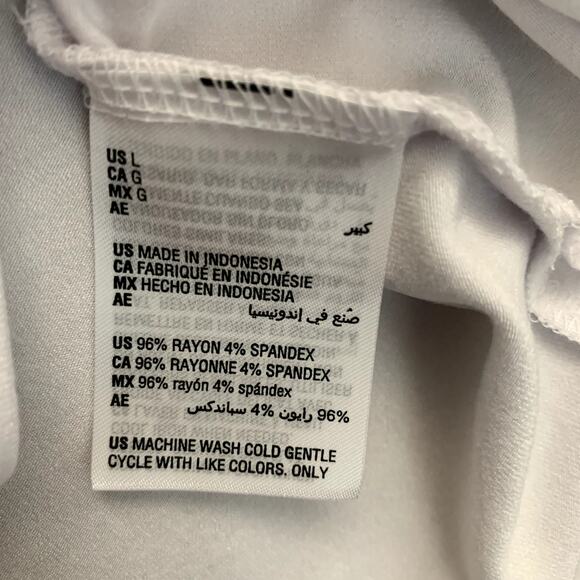 US L
CA G
MX G
AE كبير
US MADE IN INDONESIA
CA FABRIQUÉ EN INDONÉSIE
MX HECHO EN INDONESIA
AE صُنع في إندونيسيا
US 96% RAYON 4% SPANDEX
CA 96% RAYONNE 4% SPANDEX
MX 96% rayón 4% spándex
AE 96% رايون 4% سباندكس
US MACHINE WASH COLD GENTLE
CYCLE WITH LIKE COLORS. ONLY